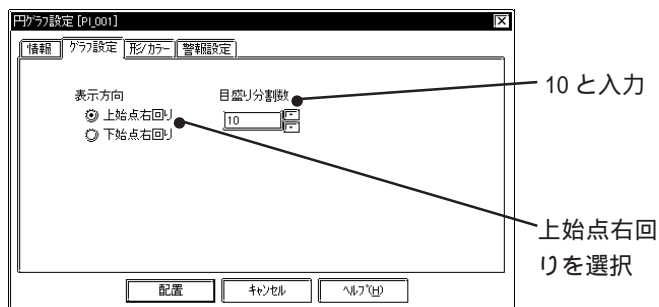 円グラフ設定 [PI_001]
情報 グラフ設定 形/カラー 警報設定
表示方向
上始点右回り
下始点右回り
目盛り分割数
10
配置 キャンセル ヘルプ(H)
10 と入力
上始点右回
りを選択